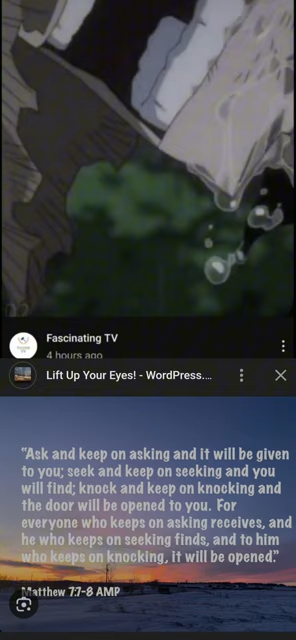 Fascinating TV
4 hours ago
Lift Up Your Eyes! - WordPress....
"Ask and keep on asking and it will be given
to you; seek and keep on seeking and you
will find; knock and keep on knocking and
the door will be opened to you. For
everyone who keeps on asking receives, and
he who keeps on seeking finds, and to him
who keeps on knocking, it will be opened."
Matthew 7:7-8 AMP